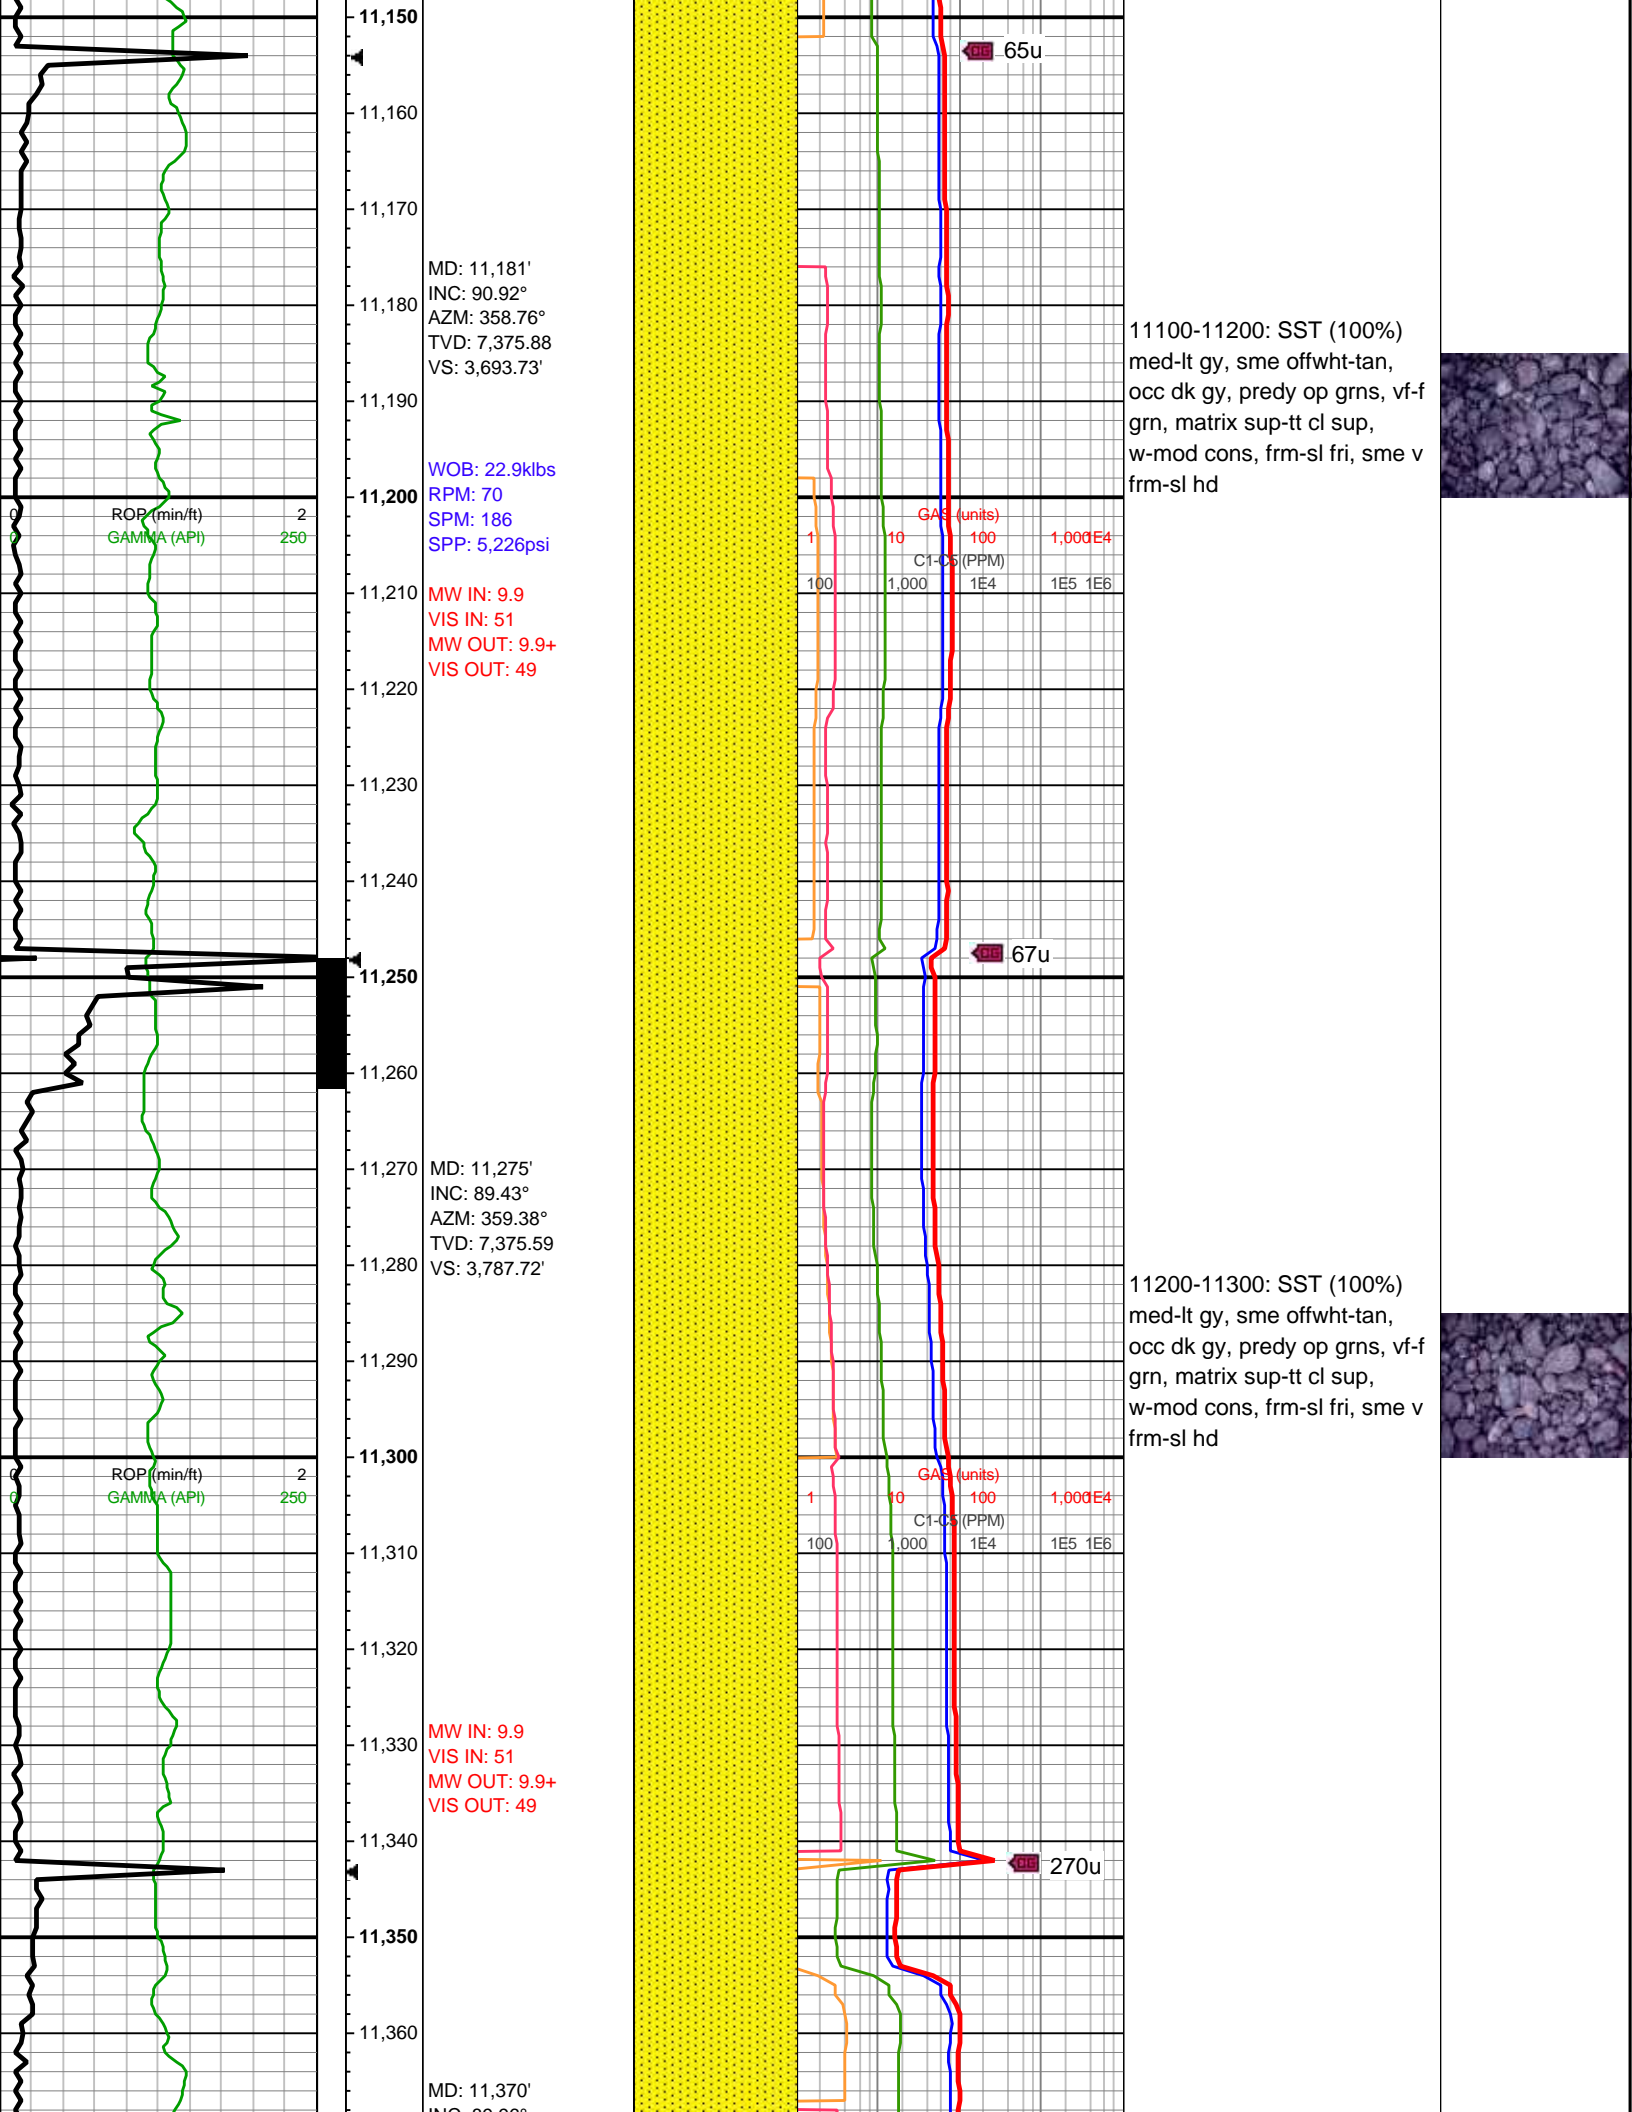 11,150
CG 65u
11,160
11,170
MD: 11,181'
INC: 90.92°
AZM: 358.76°
TVD: 7,375.88
VS: 3,693.73'
11,180
11,190
11100-11200: SST (100%)
med-lt gy, sme offwht-tan,
occ dk gy, predy op grns, vf-f
grn, matrix sup-tt cl sup,
w-mod cons, frm-sl fri, sme v
frm-sl hd
WOB: 22.9klbs
RPM: 70
SPM: 186
SPP: 5,226psi
11,200
0 ROP (min/ft) 2
0 GAMMA (API) 250
GAS (units)
1 10 100 1,000 1E4
C1-C5 (PPM)
100 1,000 1E4 1E5 1E6
MW IN: 9.9
VIS IN: 51
MW OUT: 9.9+
VIS OUT: 49
11,210
11,220
11,230
11,240
CG 67u
11,250
11,260
MD: 11,275'
INC: 89.43°
AZM: 359.38°
TVD: 7,375.59
VS: 3,787.72'
11,270
11,280
11200-11300: SST (100%)
med-lt gy, sme offwht-tan,
occ dk gy, predy op grns, vf-f
grn, matrix sup-tt cl sup,
w-mod cons, frm-sl fri, sme v
frm-sl hd
11,290
11,300
0 ROP (min/ft) 2
0 GAMMA (API) 250
GAS (units)
1 10 100 1,000 1E4
C1-C5 (PPM)
100 1,000 1E4 1E5 1E6
11,310
11,320
11,330
MW IN: 9.9
VIS IN: 51
MW OUT: 9.9+
VIS OUT: 49
11,340
CG 270u
11,350
11,360
MD: 11,370'